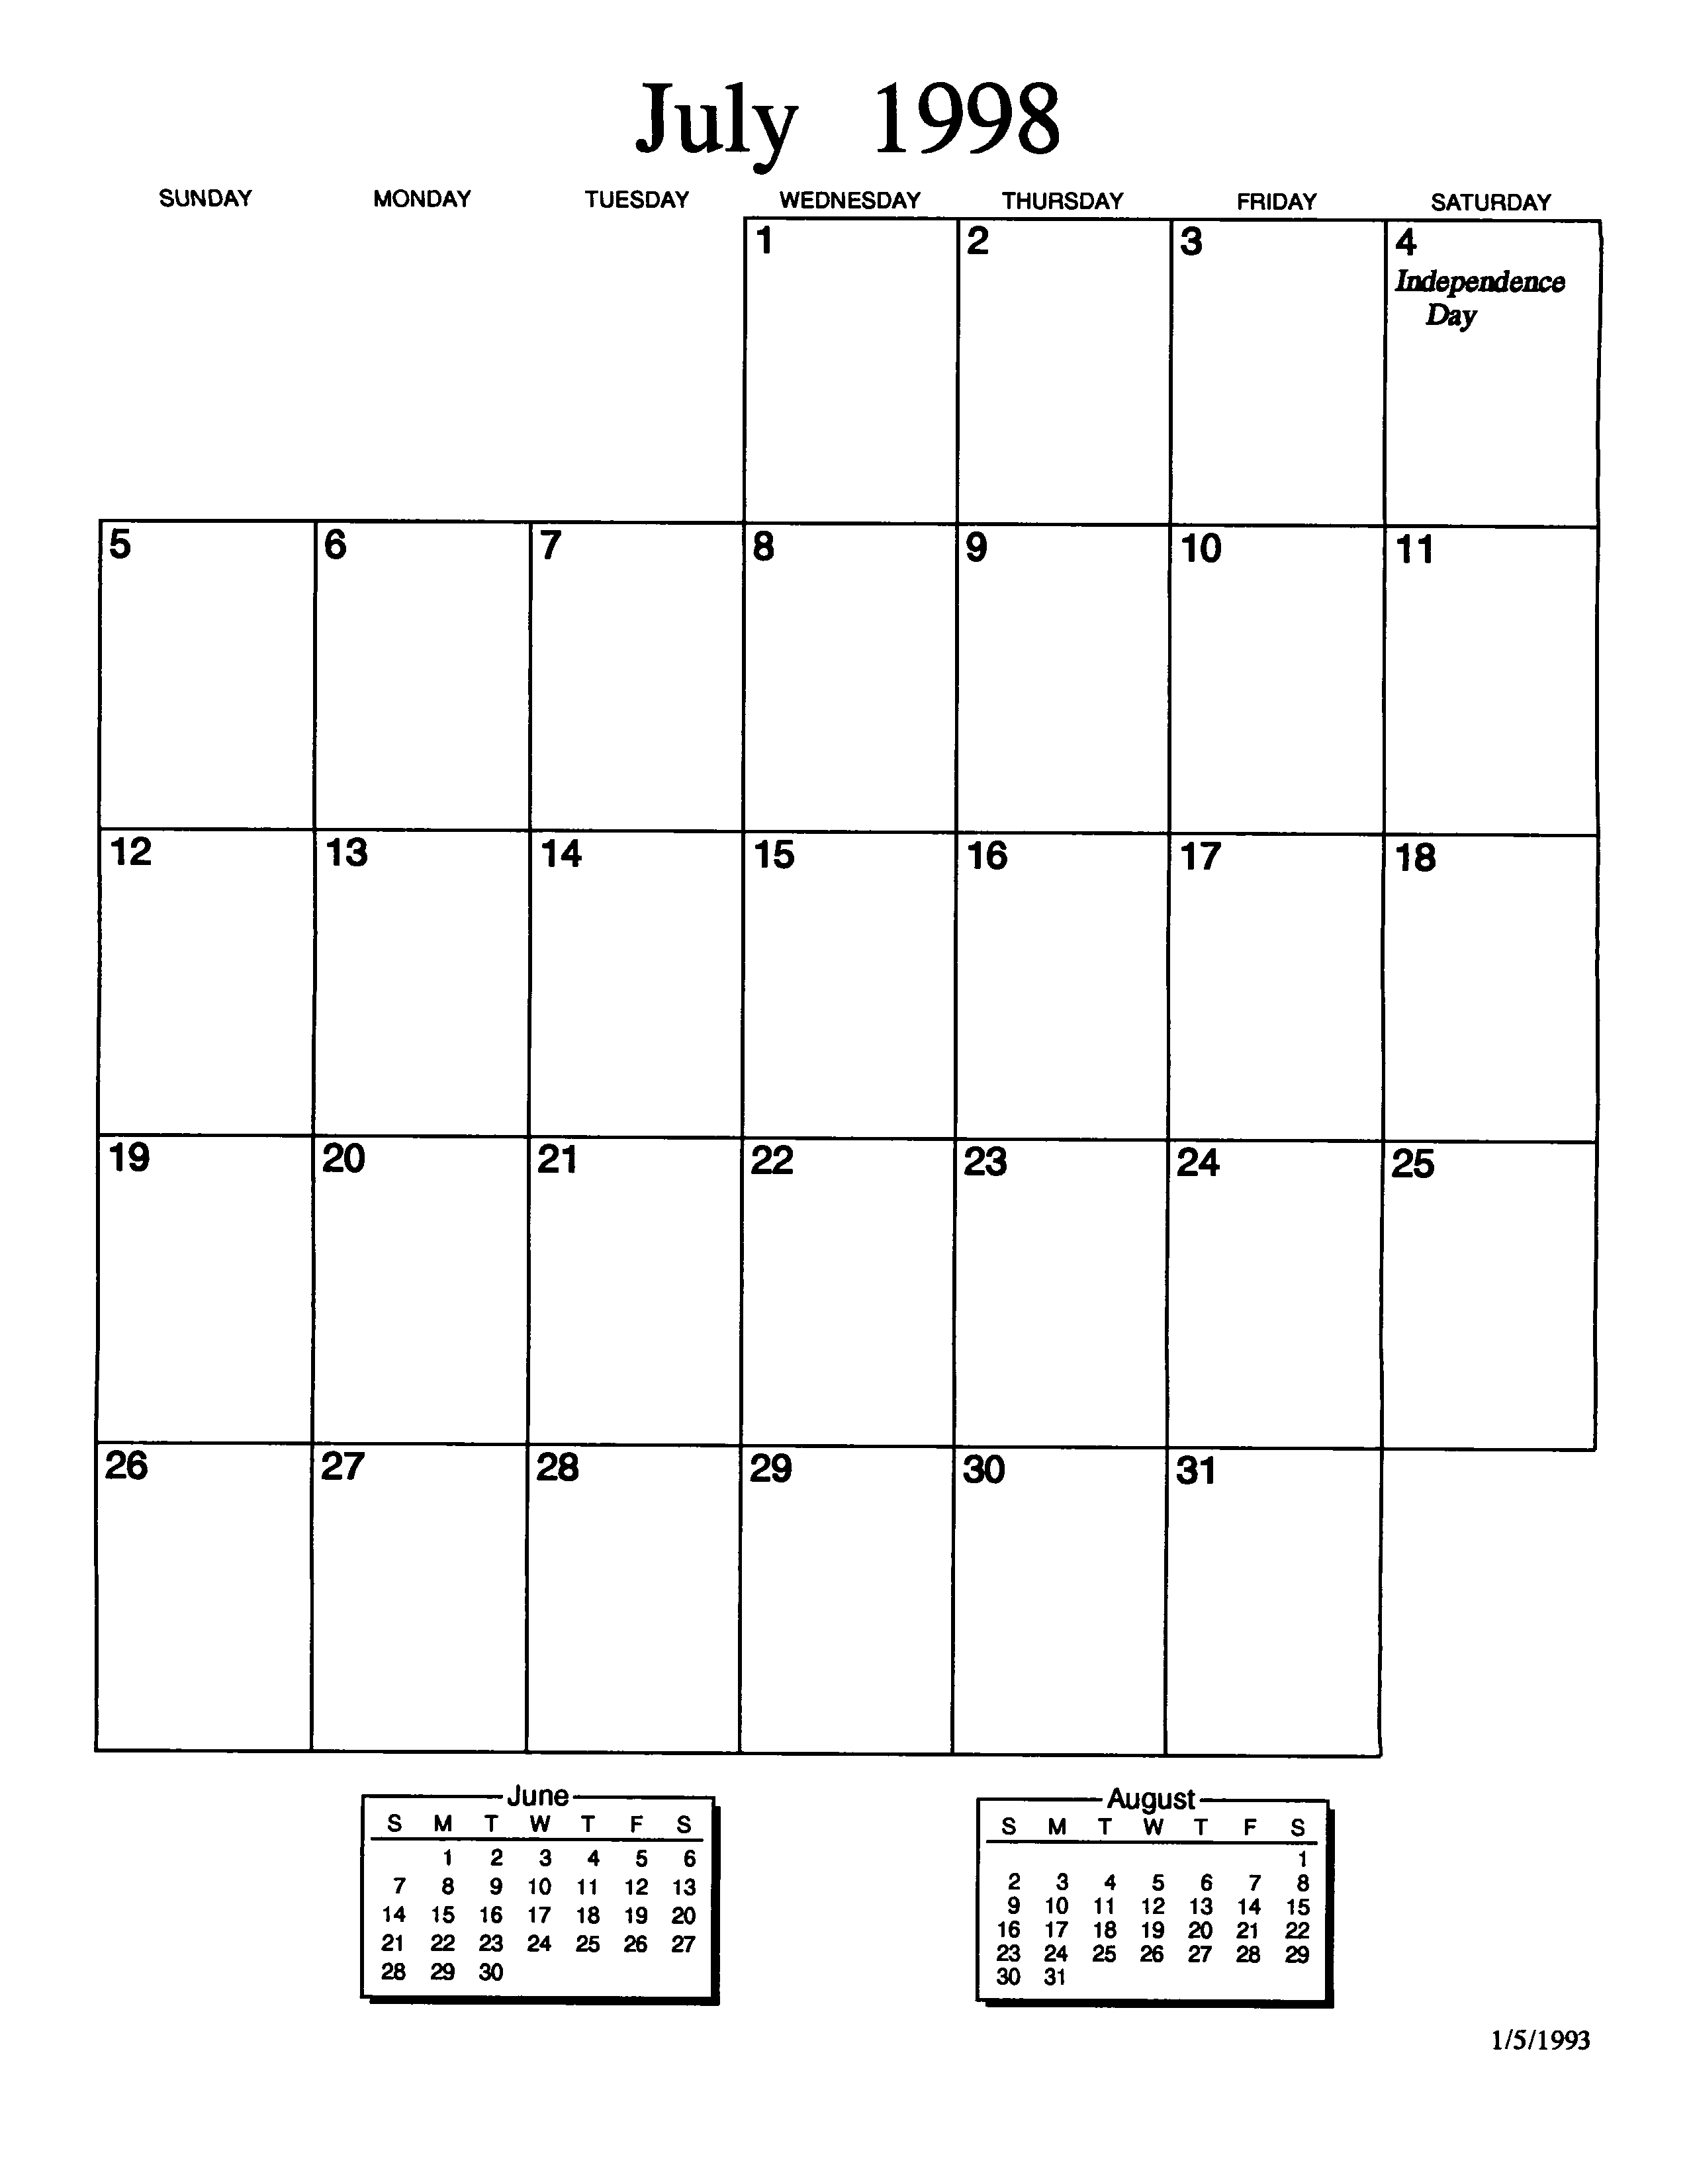 July 1998
SUNDAY MONDAY TUESDAY WEDNESDAY THURSDAY FRIDAY SATURDAY
1 2 3 4
Independence
Day
5 6 7 8 9 10 11
12 13 14 15 16 17 18
19 20 21 22 23 24 25
26 27 28 29 30 31
June
S M T W T F S
1 2 3 4 5 6
7 8 9 10 11 12 13
14 15 16 17 18 19 20
21 22 23 24 25 26 27
28 29 30
August
S M T W T F S
1
2 3 4 5 6 7 8
9 10 11 12 13 14 15
16 17 18 19 20 21 22
23 24 25 26 27 28 29
30 31
1/5/1993